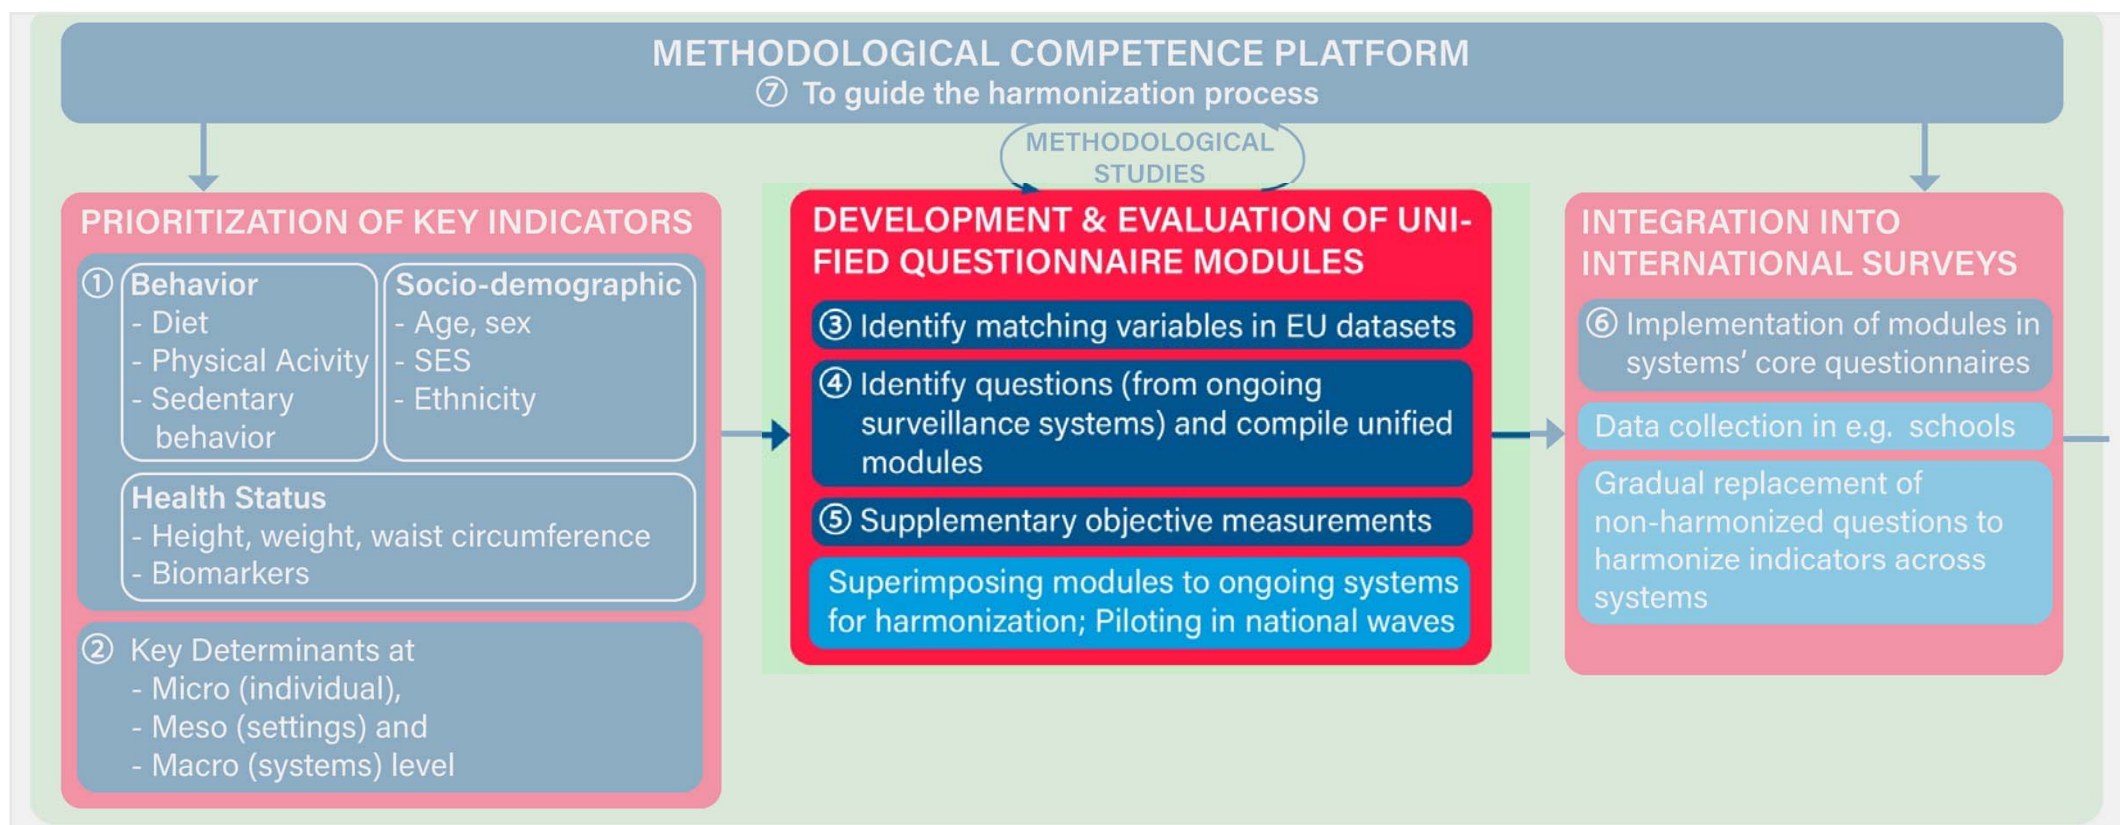 METHODOLOGICAL COMPETENCE PLATFORM
⑦ To guide the harmonization process
METHODOLOGICAL
STUDIES
PRIORITIZATION OF KEY INDICATORS
① Behavior
- Diet
- Physical Acivity
- Sedentary
behavior
Socio-demographic
- Age, sex
- SES
- Ethnicity
Health Status
- Height, weight, waist circumference
- Biomarkers
② Key Determinants at
- Micro (individual),
- Meso (settings) and
- Macro (systems) level
DEVELOPMENT & EVALUATION OF UNI-
FIED QUESTIONNAIRE MODULES
③ Identify matching variables in EU datasets
④ Identify questions (from ongoing
surveillance systems) and compile unified
modules
⑤ Supplementary objective measurements
Superimposing modules to ongoing systems
for harmonization; Piloting in national waves
INTEGRATION INTO
INTERNATIONAL SURVEYS
⑥ Implementation of modules in
systems‘ core questionnaires
Data collection in e.g. schools
Gradual replacement of
non-harmonized questions to
harmonize indicators across
systems